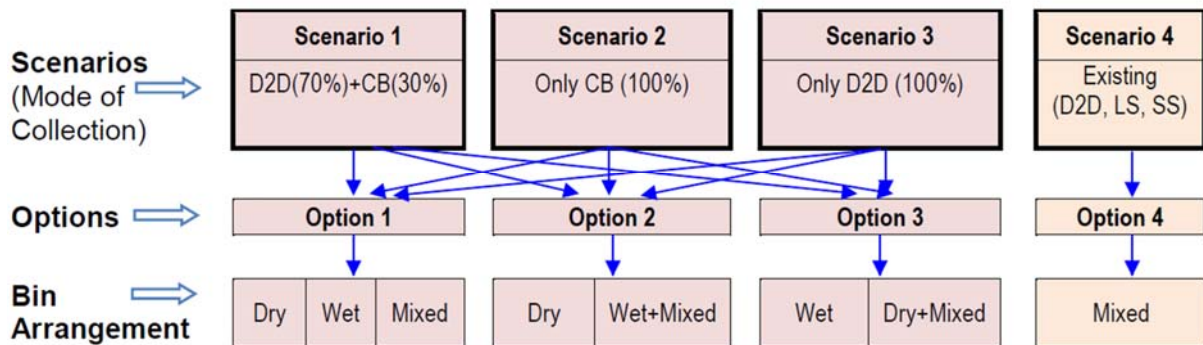 Scenario 1
Scenario 2
Scenario 3
Scenario 4
Scenarios
(Mode of
Collection)
D2D(70%)+CB(30%)
Only CB (100%)
Only D2D (100%)
Existing
(D2D, LS, SS)
Options
Option 1
Option 2
Option 3
Option 4
Bin
Arrangement
Dry
Wet
Mixed
Dry
Wet+Mixed
Wet
Dry+Mixed
Mixed